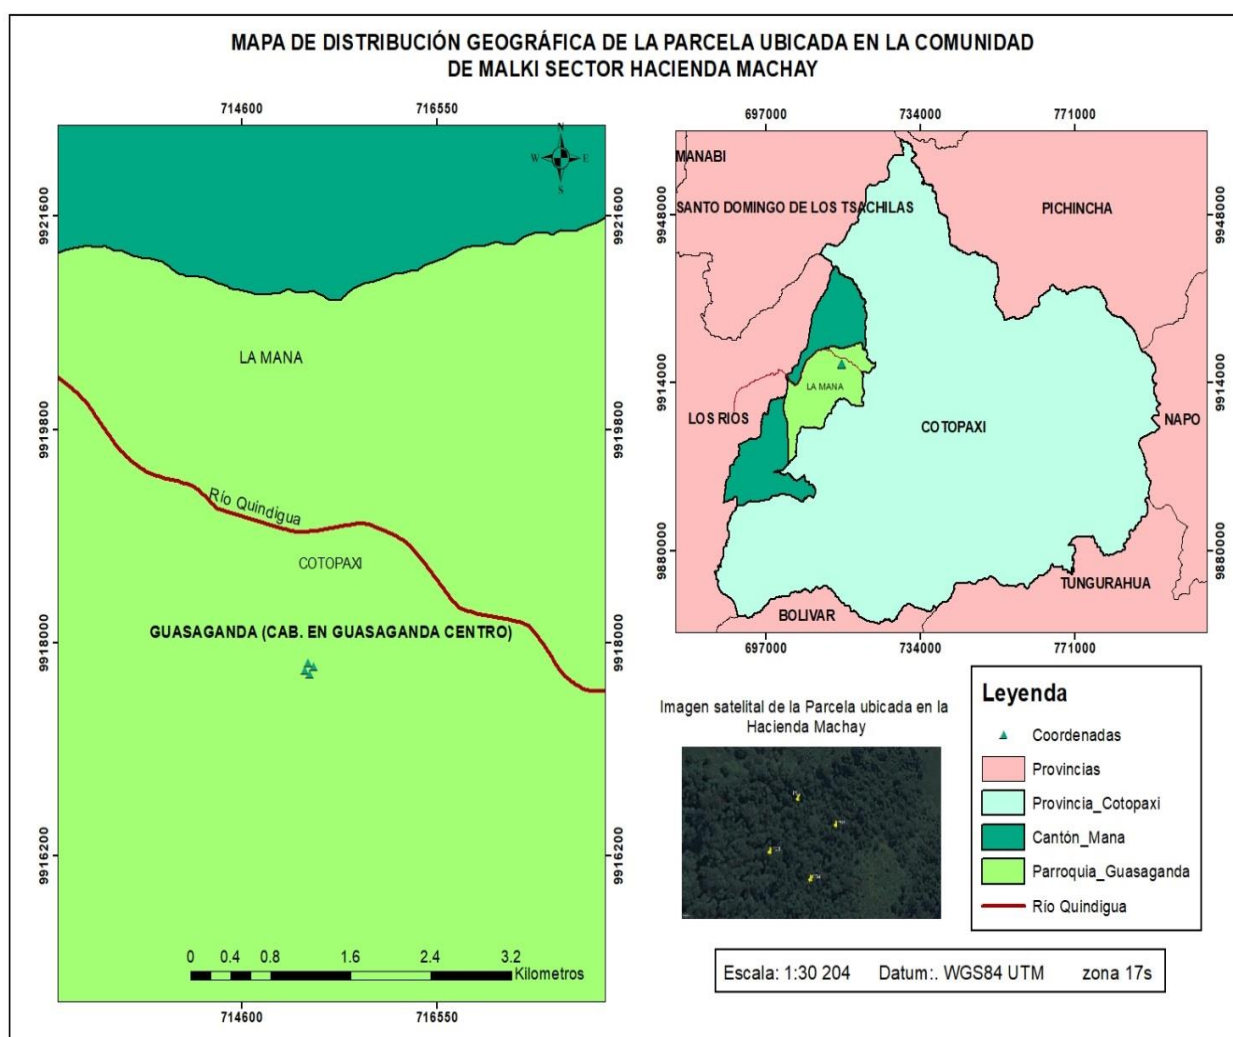 MAPA DE DISTRIBUCIÓN GEOGRÁFICA DE LA PARCELA UBICADA EN LA COMUNIDAD
DE MALKI SECTOR HACIENDA MACHAY
714600 716550
N
W E
S
9921600 9921600
LA MANA
9918800 9918800
Río Quindigua
COTOPAXI
GUASAGANDA (CAB. EN GUASAGANDA CENTRO)
9918000 9918000
9916200 9916200
0 0.4 0.8 1.6 2.4 3.2
Kilometros
714600 716550
697000 734000 771000
MANABI
SANTO DOMINGO DE LOS TSACHILAS
PICHINCHA
9948000 9948000
9914000 9914000
LA MANA
LOS RIOS
COTOPAXI
NAPO
9880000 9880000
TUNGURAHUA
BOLIVAR
697000 734000 771000
Imagen satelital de la Parcela ubicada en la
Hacienda Machay
Leyenda
Coordenadas
Provincias
Provincia_Cotopaxi
Cantón_Mana
Parroquia_Guasaganda
Río Quindigua
Escala: 1:30 204 Datum:. WGS84 UTM zona 17s